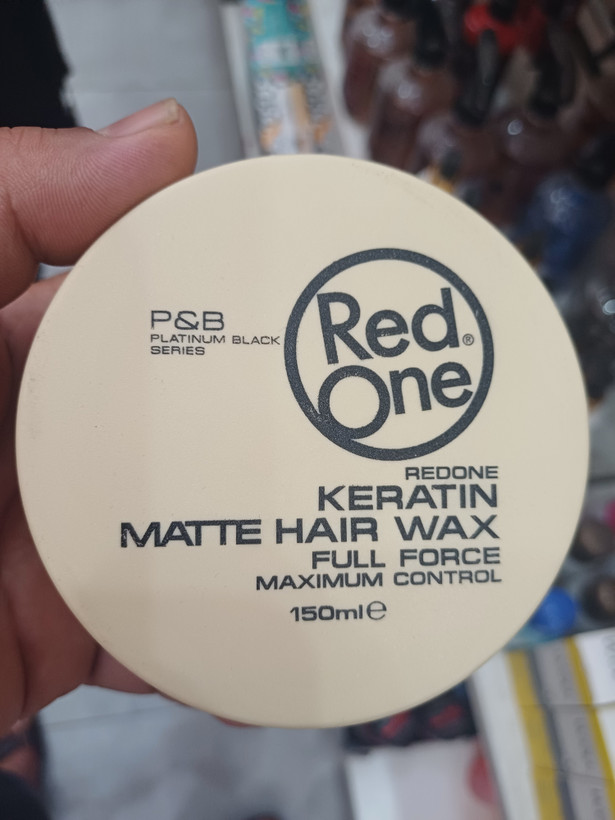 P&B
PLATINUM BLACK
SERIES
Red®
One
REDONE
KERATIN
MATTE HAIR WAX
FULL FORCE
MAXIMUM CONTROL
150ml℮